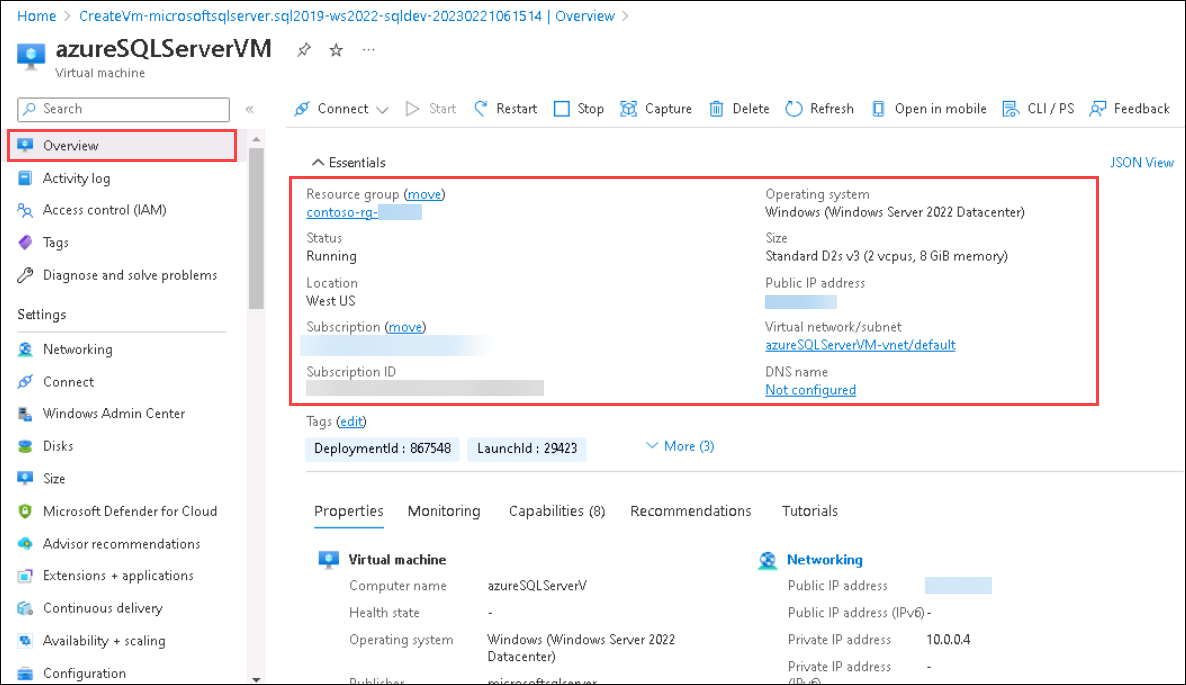 Home > CreateVm-microsoftsqlserver.sql2019-ws2022-sqldev-20230221061514 | Overview >
azureSQLServerVM
Virtual machine
Search
Connect Start Restart Stop Capture Delete Refresh Open in mobile CLI / PS Feedback
Overview
Activity log
Access control (IAM)
Tags
Diagnose and solve problems
Settings
Networking
Connect
Windows Admin Center
Disks
Size
Microsoft Defender for Cloud
Advisor recommendations
Extensions + applications
Continuous delivery
Availability + scaling
Configuration
Essentials
JSON View
Resource group (move)
contoso-rg-
Status
Running
Location
West US
Subscription (move)
Subscription ID
Operating system
Windows (Windows Server 2022 Datacenter)
Size
Standard D2s v3 (2 vcpus, 8 GiB memory)
Public IP address
Virtual network/subnet
azureSQLServerVM-vnet/default
DNS name
Not configured
Tags (edit)
DeploymentId : 867548 LaunchId : 29423 More (3)
Properties Monitoring Capabilities (8) Recommendations Tutorials
Virtual machine
Computer name azureSQLServerV
Health state -
Operating system Windows (Windows Server 2022
Datacenter)
Publisher microsoftsqlserver
Networking
Public IP address
Public IP address (IPv6) -
Private IP address 10.0.0.4
Private IP address -
(IPv6)